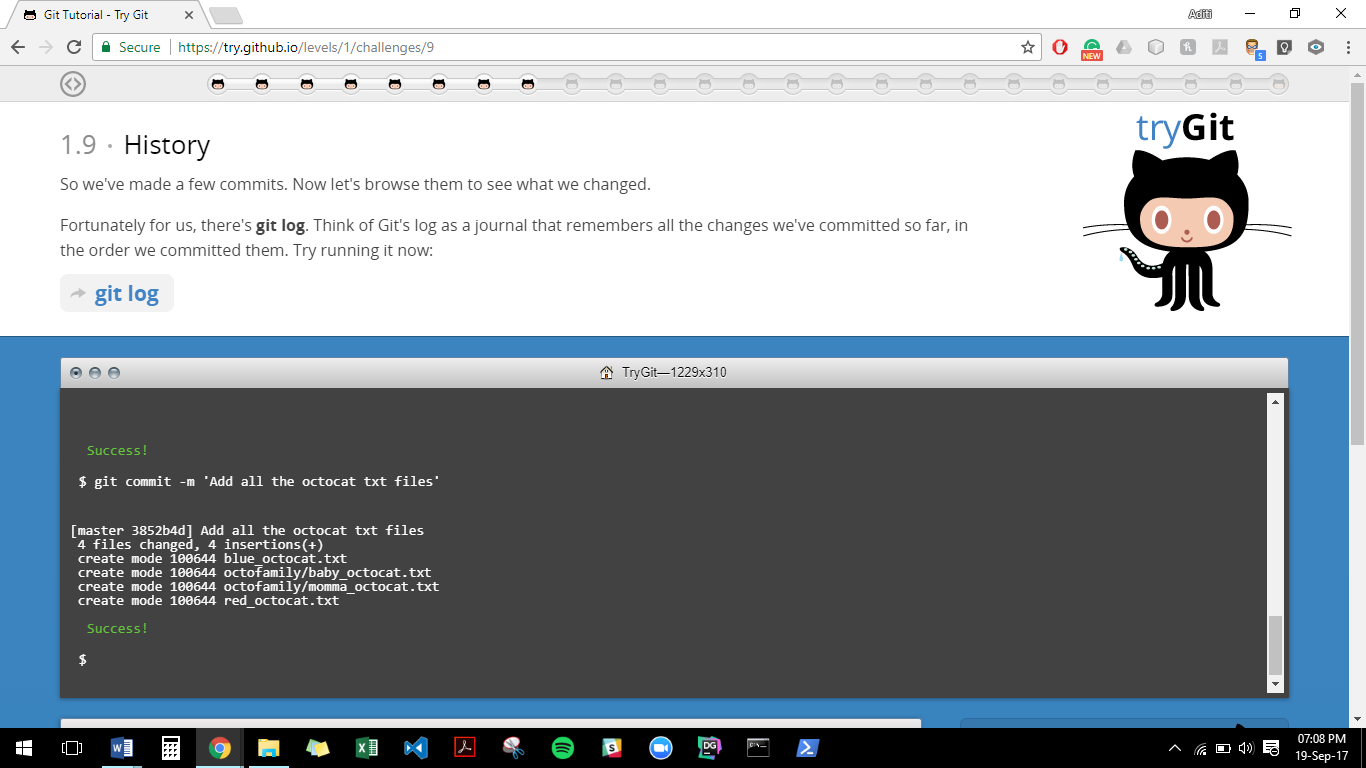 Git Tutorial - Try Git
Aditi
Secure
https://try.github.io/levels/1/challenges/9
NEW
5
1.9 · History
So we've made a few commits. Now let's browse them to see what we changed.
Fortunately for us, there's git log. Think of Git's log as a journal that remembers all the changes we've committed so far, in
the order we committed them. Try running it now:
git log
tryGit
TryGit—1229x310
Success!
$ git commit -m 'Add all the octocat txt files'
[master 3852b4d] Add all the octocat txt files
4 files changed, 4 insertions(+)
create mode 100644 blue_octocat.txt
create mode 100644 octofamily/baby_octocat.txt
create mode 100644 octofamily/momma_octocat.txt
create mode 100644 red_octocat.txt
Success!
$
DG
07:08 PM
19-Sep-17